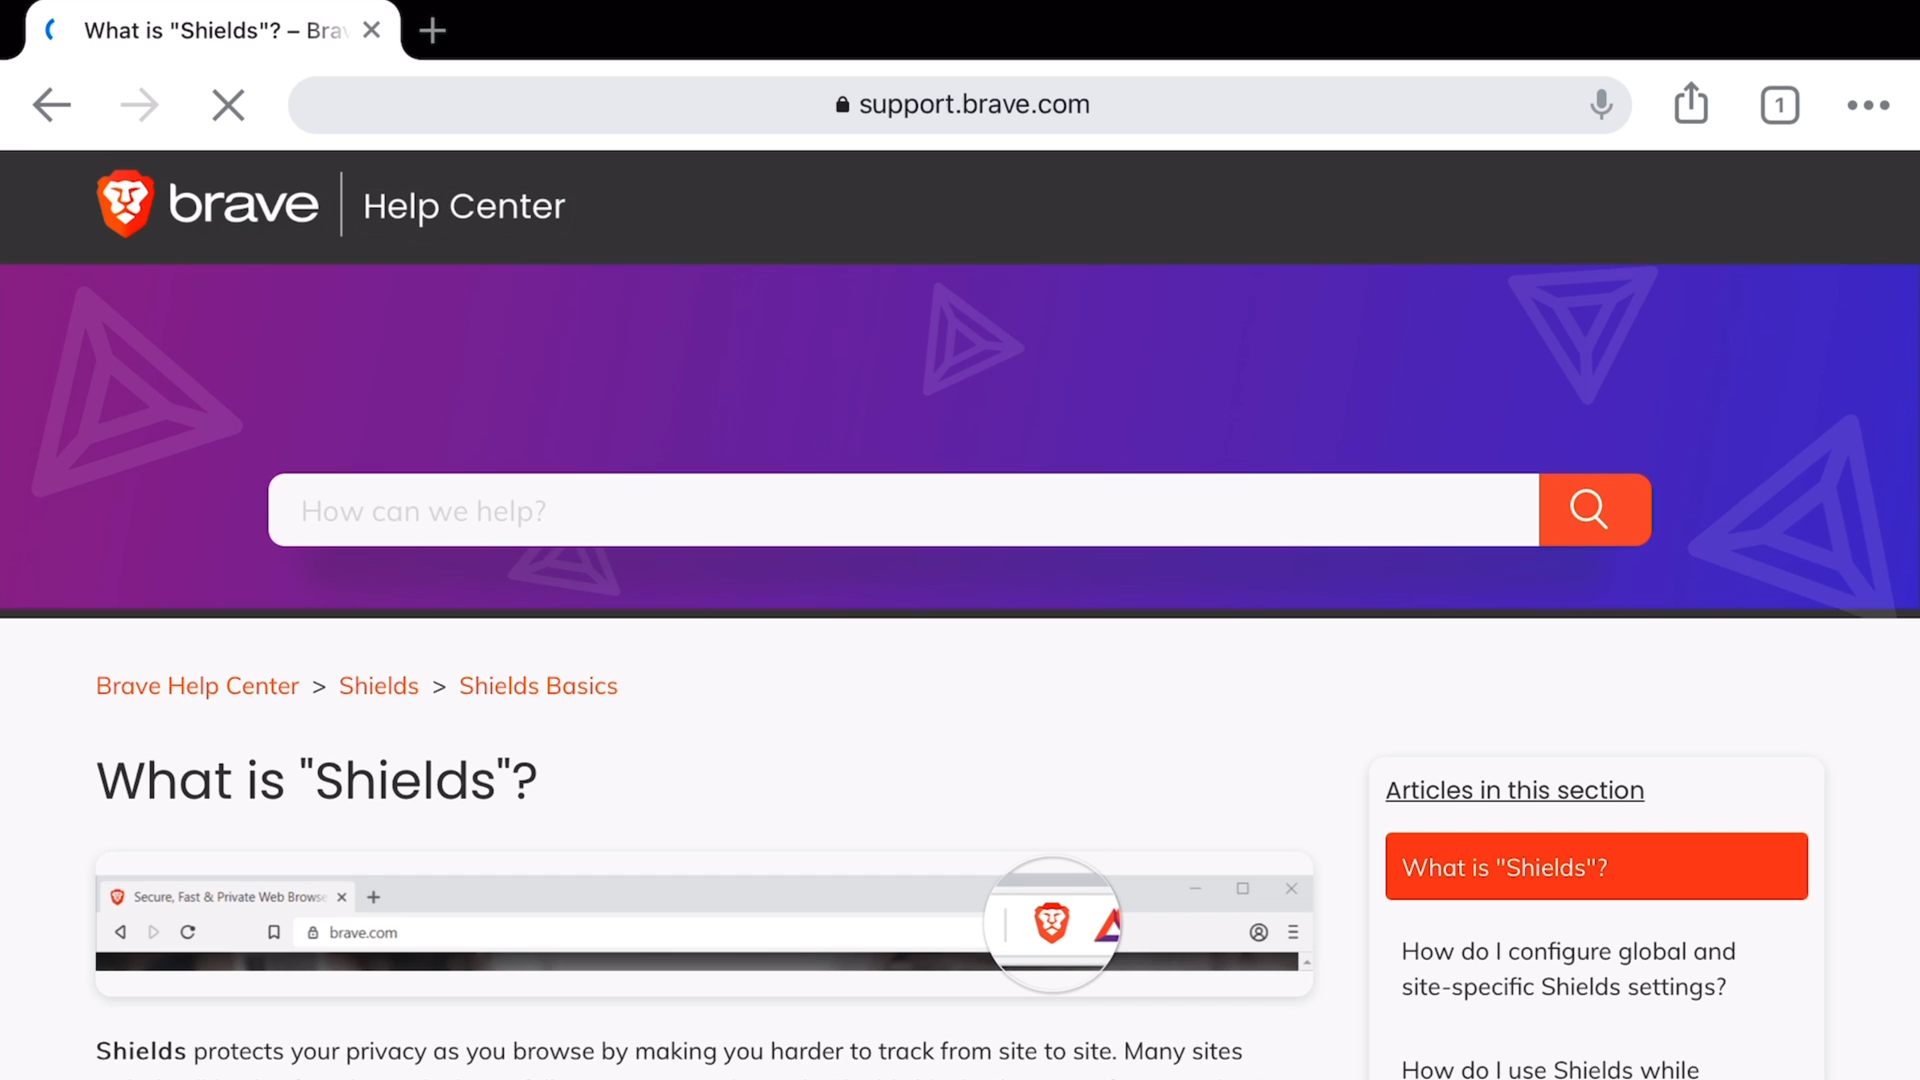 What is "Shields"? – Brav
support.brave.com
1
brave | Help Center
How can we help?
Brave Help Center > Shields > Shields Basics
What is "Shields"?
Secure, Fast & Private Web Browse
brave.com
Shields protects your privacy as you browse by making you harder to track from site to site. Many sites
Articles in this section
What is "Shields"?
How do I configure global and
site-specific Shields settings?
How do I use Shields while